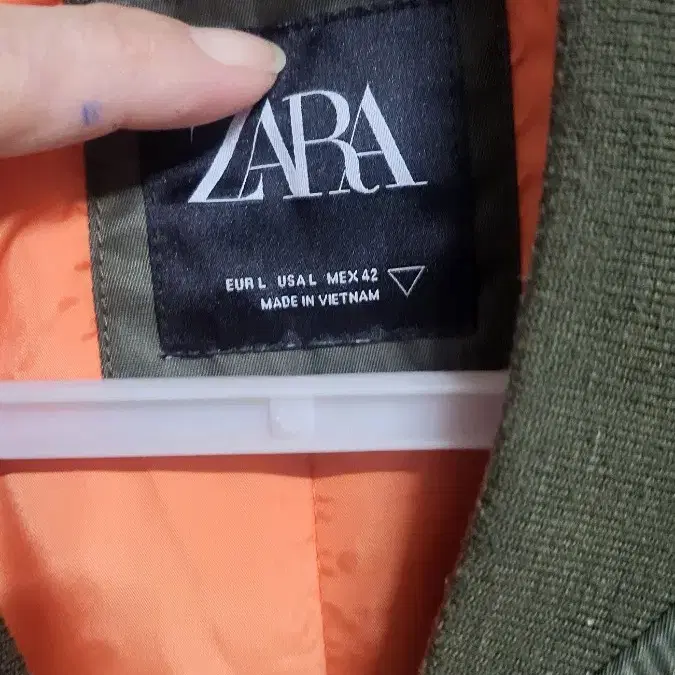 ZARA
EUR L USA L MEX 42
MADE IN VIETNAM